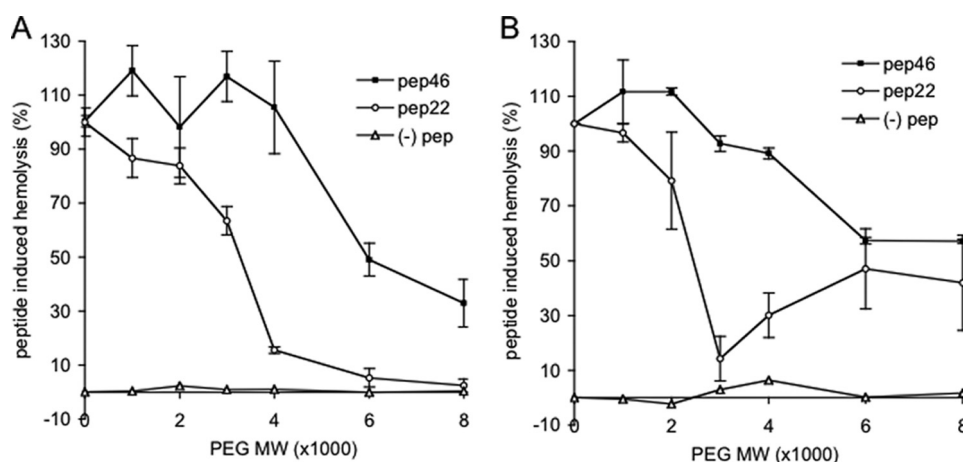 A
130
110
90
70
50
30
10
-10
peptide induced hemolysis (%)
pep46
pep22
(-) pep
2
4
6
8
PEG MW (x1000)
B
130
110
90
70
50
30
10
-10
peptide induced hemolysis (%)
pep46
pep22
(-) pep
0
2
4
6
8
PEG MW (x1000)